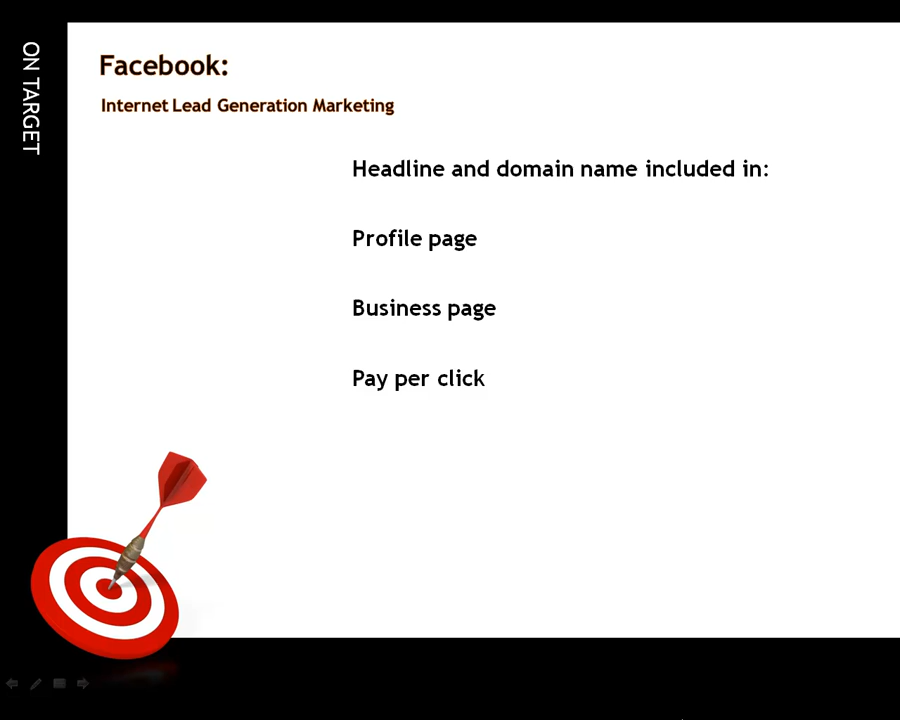 ON TARGET
Facebook:
Internet Lead Generation Marketing
Headline and domain name included in:
Profile page
Business page
Pay per click